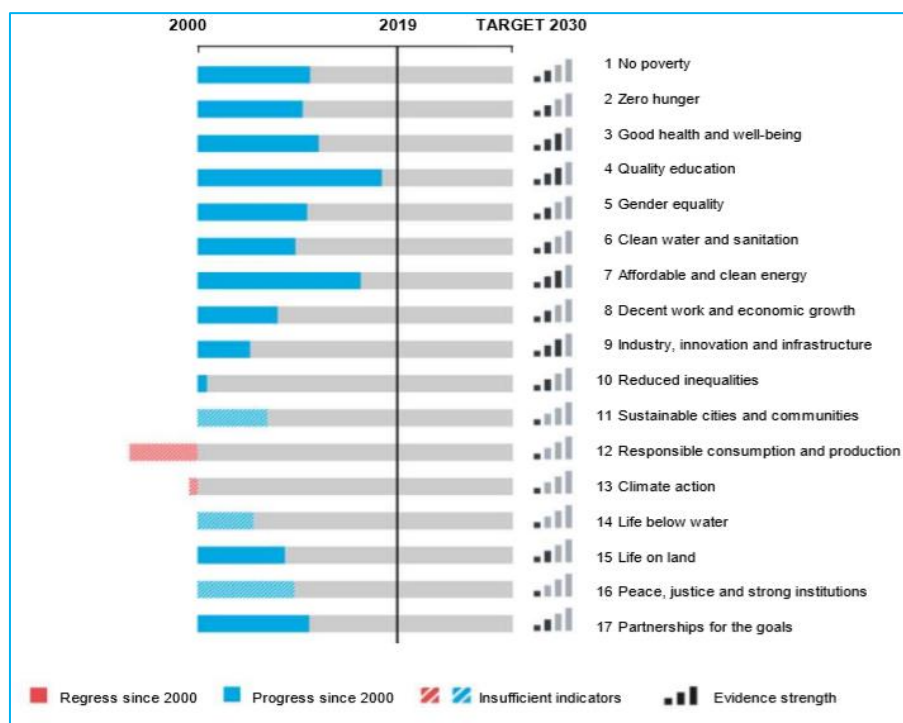 2000 2019 TARGET 2030
1 No poverty
2 Zero hunger
3 Good health and well-being
4 Quality education
5 Gender equality
6 Clean water and sanitation
7 Affordable and clean energy
8 Decent work and economic growth
9 Industry, innovation and infrastructure
10 Reduced inequalities
11 Sustainable cities and communities
12 Responsible consumption and production
13 Climate action
14 Life below water
15 Life on land
16 Peace, justice and strong institutions
17 Partnerships for the goals
Regress since 2000 Progress since 2000 Insufficient indicators Evidence strength